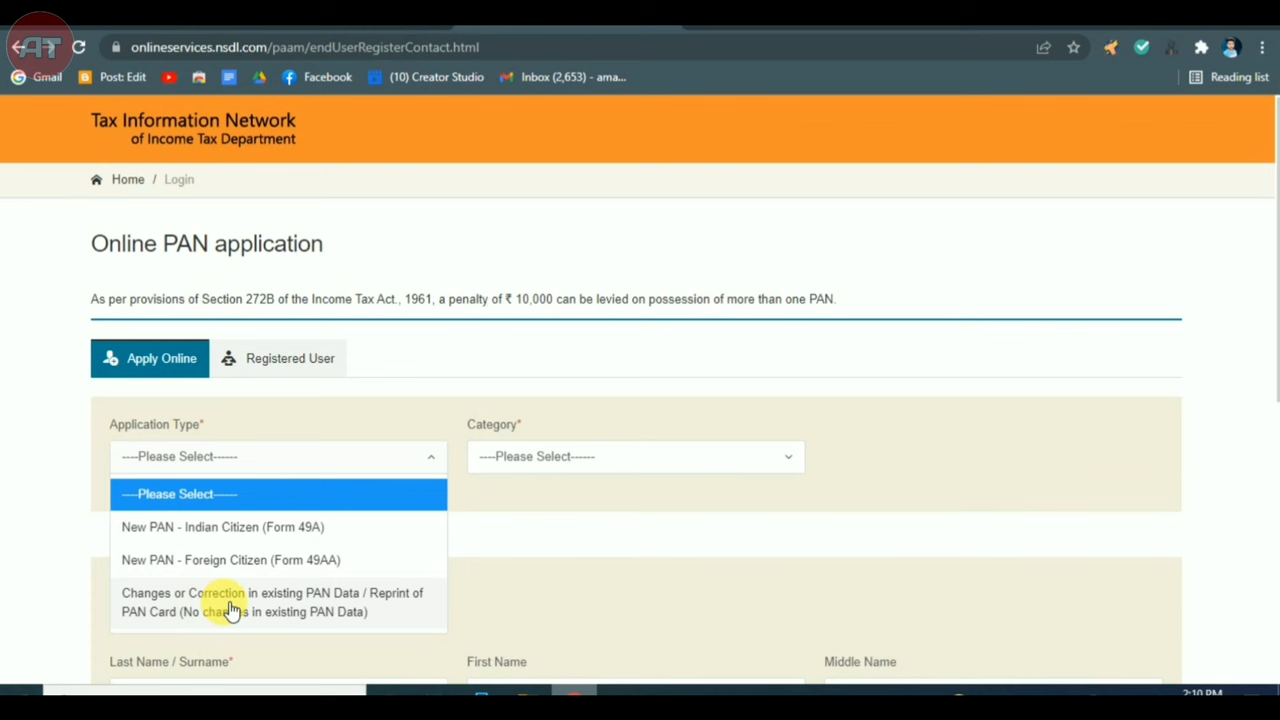 AT
onlineservices.nsdl.com/paam/endUserRegisterContact.html
Gmail
Post: Edit
Facebook
(10) Creator Studio
Inbox (2,653) - ama...
Reading list
Tax Information Network
of Income Tax Department
Home / Login
Online PAN application
As per provisions of Section 272B of the Income Tax Act., 1961, a penalty of ₹ 10,000 can be levied on possession of more than one PAN.
Apply Online
Registered User
Application Type*
Category*
----Please Select------
----Please Select------
----Please Select------
New PAN - Indian Citizen (Form 49A)
New PAN - Foreign Citizen (Form 49AA)
Changes or Correction in existing PAN Data / Reprint of
PAN Card (No changes in existing PAN Data)
Last Name / Surname*
First Name
Middle Name
2:10 PM